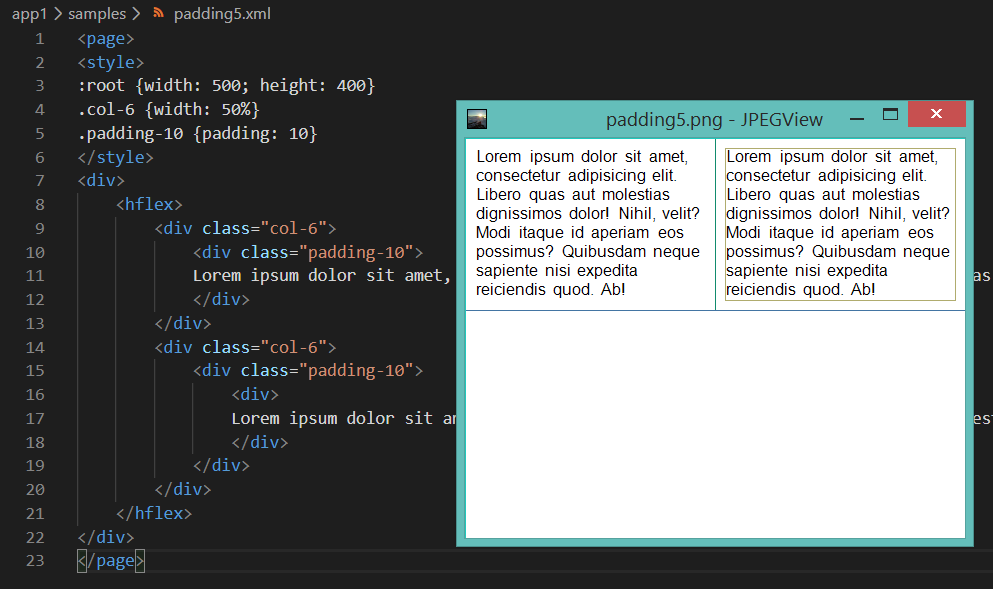 app1 > samples > padding5.xml
1 <page>
2 <style>
3 :root {width: 500; height: 400}
4 .col-6 {width: 50%}
5 .padding-10 {padding: 10}
6 </style>
7 <div>
8 <hflex>
9 <div class="col-6">
10 <div class="padding-10">
11 Lorem ipsum dolor sit amet,
12 </div>
13 </div>
14 <div class="col-6">
15 <div class="padding-10">
16 <div>
17 Lorem ipsum dolor sit
18 </div>
19 </div>
20 </div>
21 </hflex>
22 </div>
23 </page>
padding5.png - JPEGView
Lorem ipsum dolor sit amet,
consectetur adipisicing elit.
Libero quas aut molestias
dignissimos dolor! Nihil, velit?
Modi itaque id aperiam eos
possimus? Quibusdam neque
sapiente nisi expedita
reiciendis quod. Ab!
Lorem ipsum dolor sit amet,
consectetur adipisicing elit.
Libero quas aut molestias
dignissimos dolor! Nihil, velit?
Modi itaque id aperiam eos
possimus? Quibusdam neque
sapiente nisi expedita
reiciendis quod. Ab!